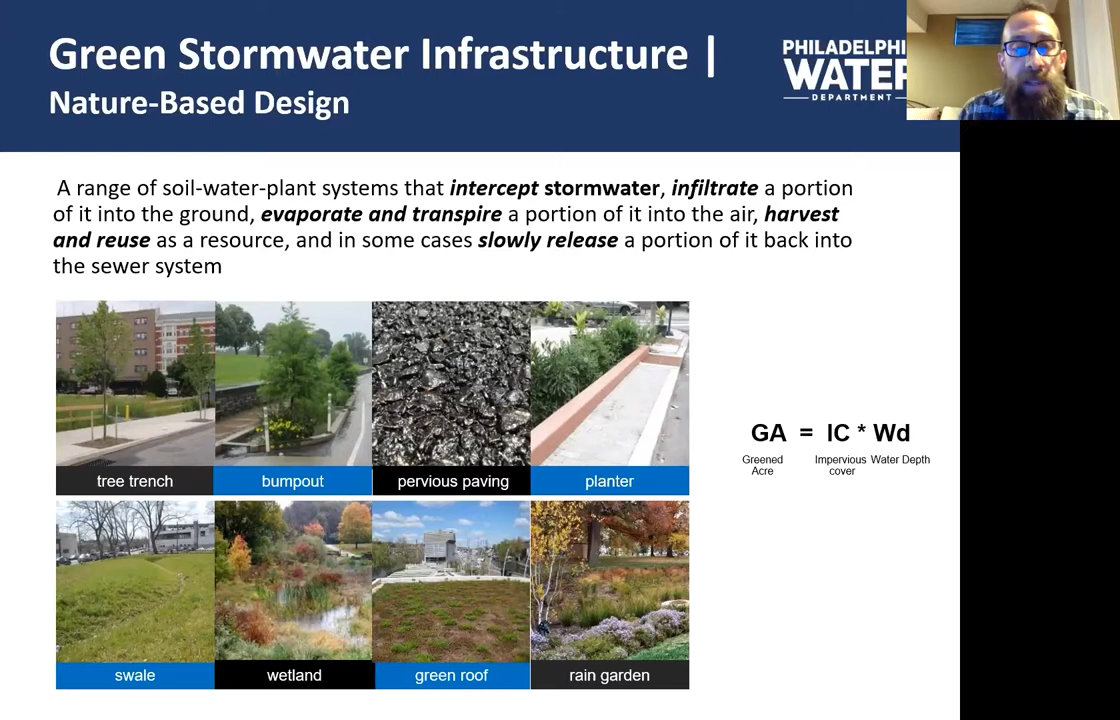 Green Stormwater Infrastructure |
Nature-Based Design
PHILADELPHI
WATER
DEPARTMENT
A range of soil-water-plant systems that intercept stormwater, infiltrate a portion
of it into the ground, evaporate and transpire a portion of it into the air, harvest
and reuse as a resource, and in some cases slowly release a portion of it back into
the sewer system
tree trench
bumpout
pervious paving
planter
GA = IC * Wd
Greened Acre
Impervious cover
Water Depth
swale
wetland
green roof
rain garden